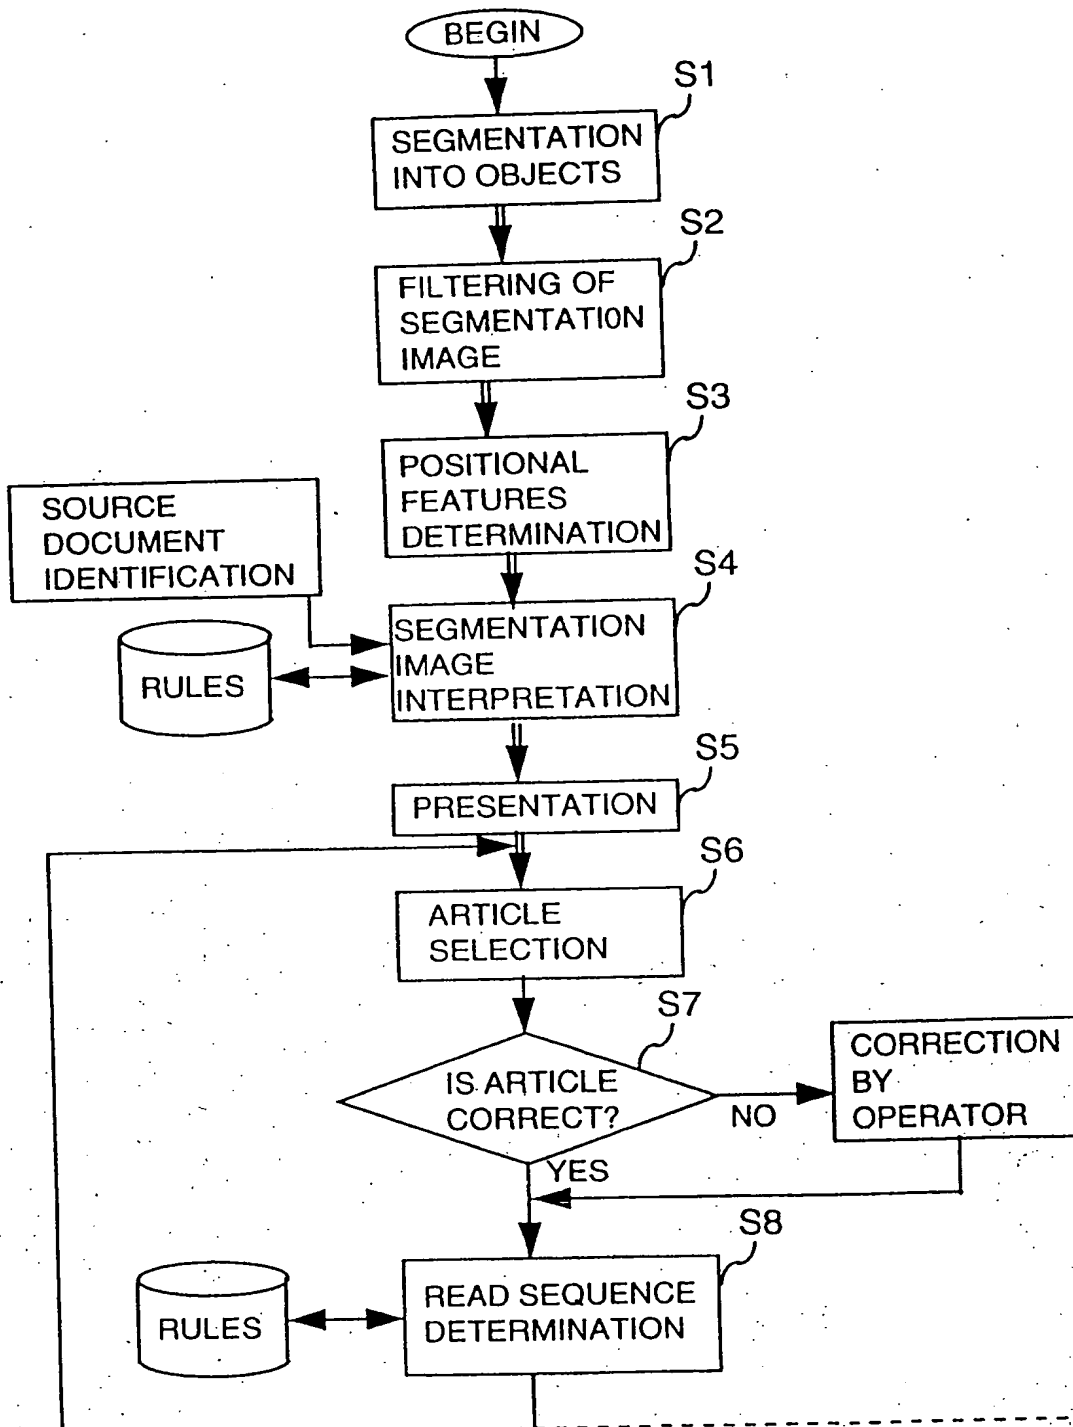 BEGIN
S1
SEGMENTATION
INTO OBJECTS
S2
FILTERING OF
SEGMENTATION
IMAGE
S3
POSITIONAL
FEATURES
DETERMINATION
SOURCE
DOCUMENT
IDENTIFICATION
S4
SEGMENTATION
IMAGE
INTERPRETATION
RULES
S5
PRESENTATION
S6
ARTICLE
SELECTION
S7
IS ARTICLE
CORRECT?
NO
CORRECTION
BY
OPERATOR
YES
S8
READ SEQUENCE
DETERMINATION
RULES